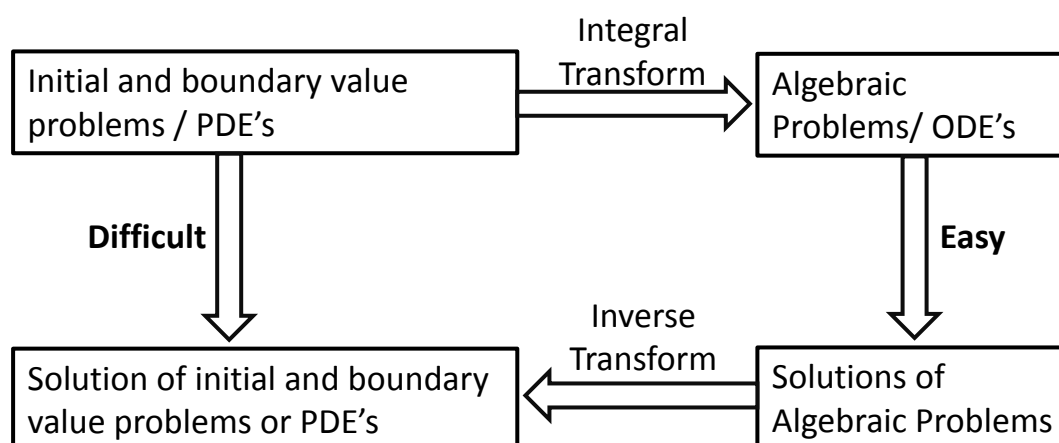 Integral
Transform
Initial and boundary value
problems / PDE’s
Algebraic
Problems/ ODE’s
Difficult
Easy
Inverse
Transform
Solution of initial and boundary
value problems or PDE’s
Solutions of
Algebraic Problems